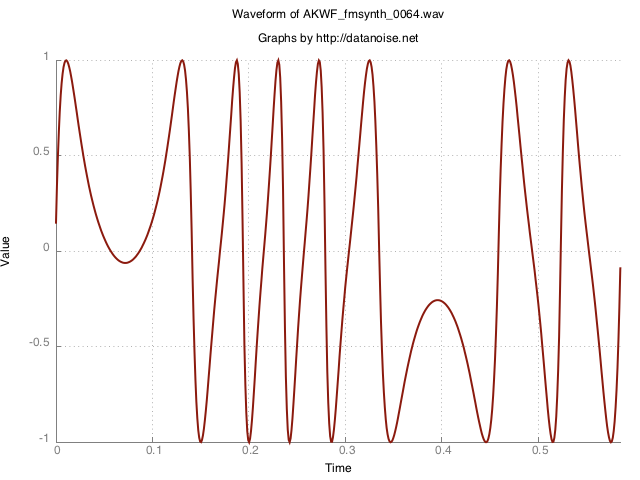 Waveform of AKWF_fmsynth_0064.wav
Graphs by http://datanoise.net
1
0.5
0
-0.5
-1
Value
0
0.1
0.2
0.3
0.4
0.5
Time